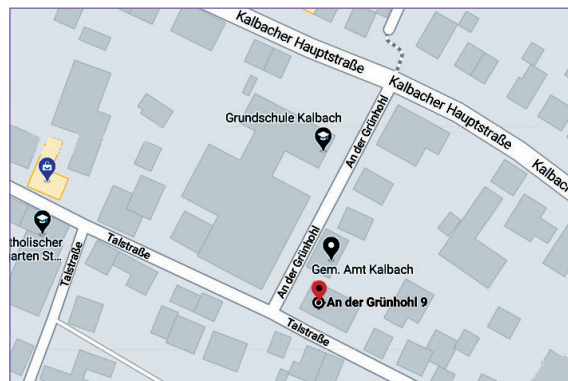 Kalbacher Hauptstraße
Grundschule Kalbach
An der Grünhohl
Kalbacher Hauptstraße
Kalba
tholischer
arten St...
Talstraße
Talstraße
An der Grünhohl
Gem. Amt Kalbach
An der Grünhohl 9
Talstraße